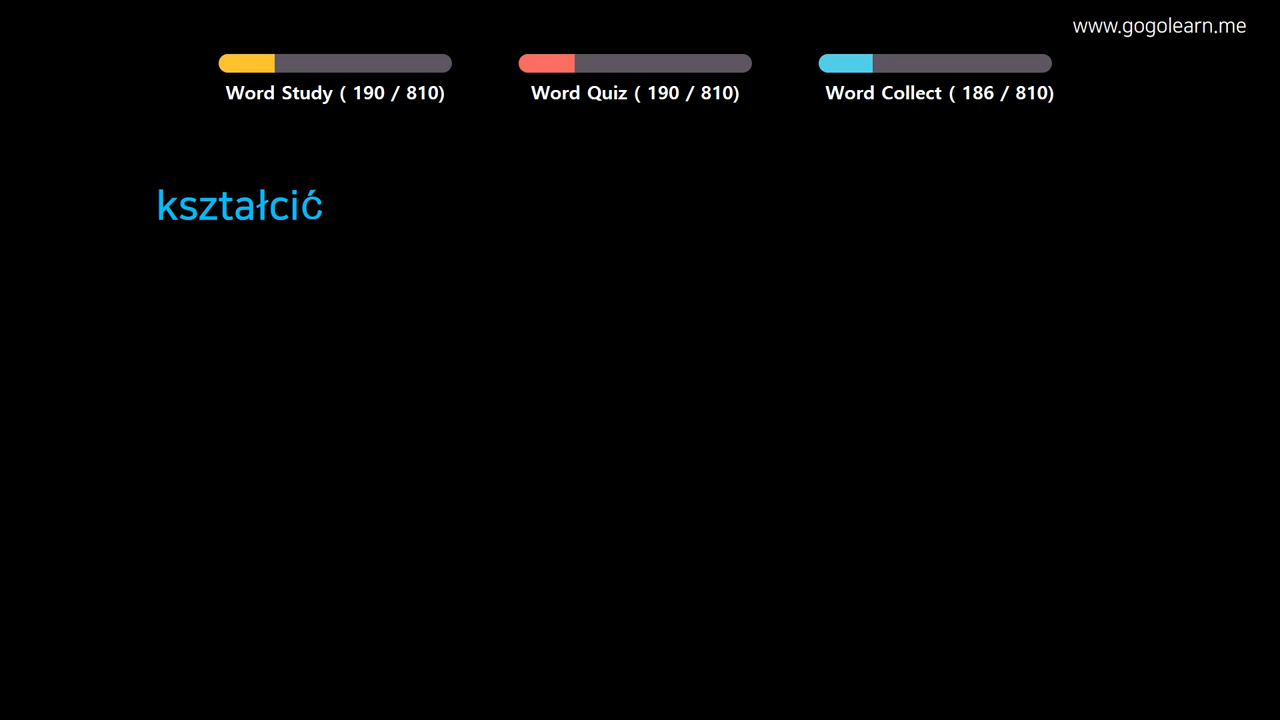 www.gogolearn.me
Word Study ( 190 / 810)
Word Quiz ( 190 / 810)
Word Collect ( 186 / 810)
kształcić